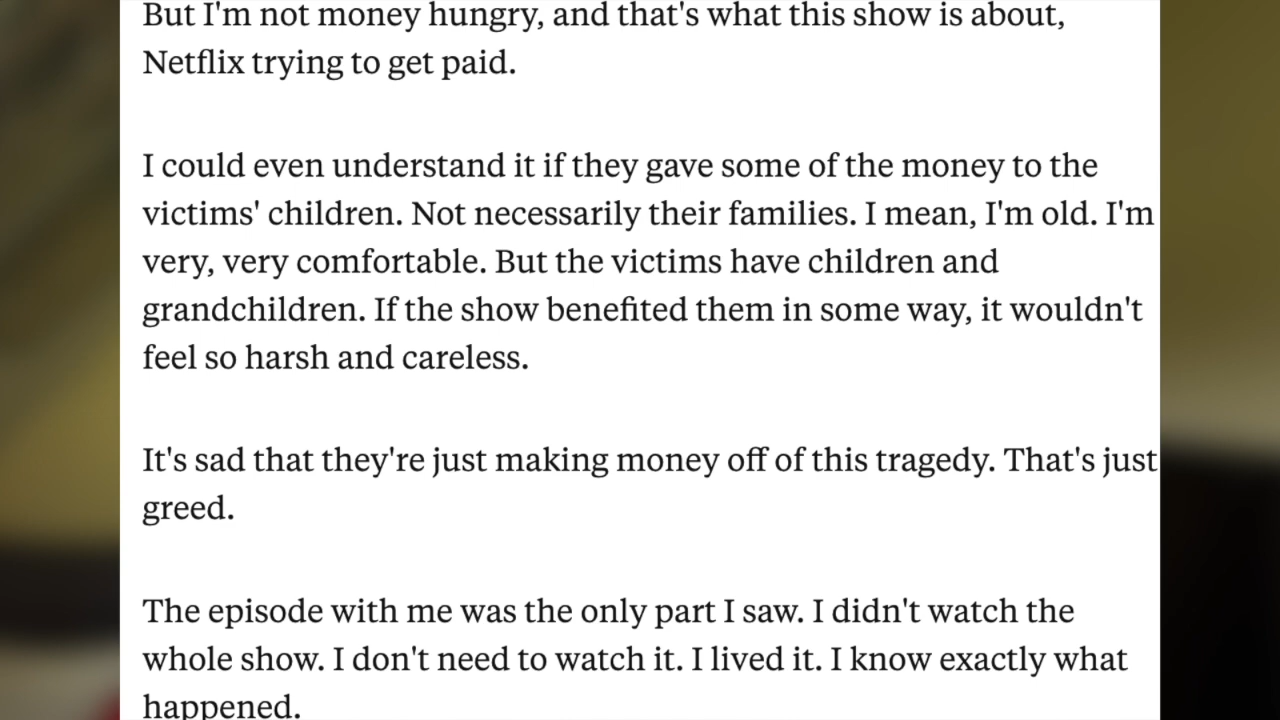 But I'm not money hungry, and that's what this show is about,
Netflix trying to get paid.
I could even understand it if they gave some of the money to the
victims' children. Not necessarily their families. I mean, I'm old. I'm
very, very comfortable. But the victims have children and
grandchildren. If the show benefited them in some way, it wouldn't
feel so harsh and careless.
It's sad that they're just making money off of this tragedy. That's just
greed.
The episode with me was the only part I saw. I didn't watch the
whole show. I don't need to watch it. I lived it. I know exactly what
happened.